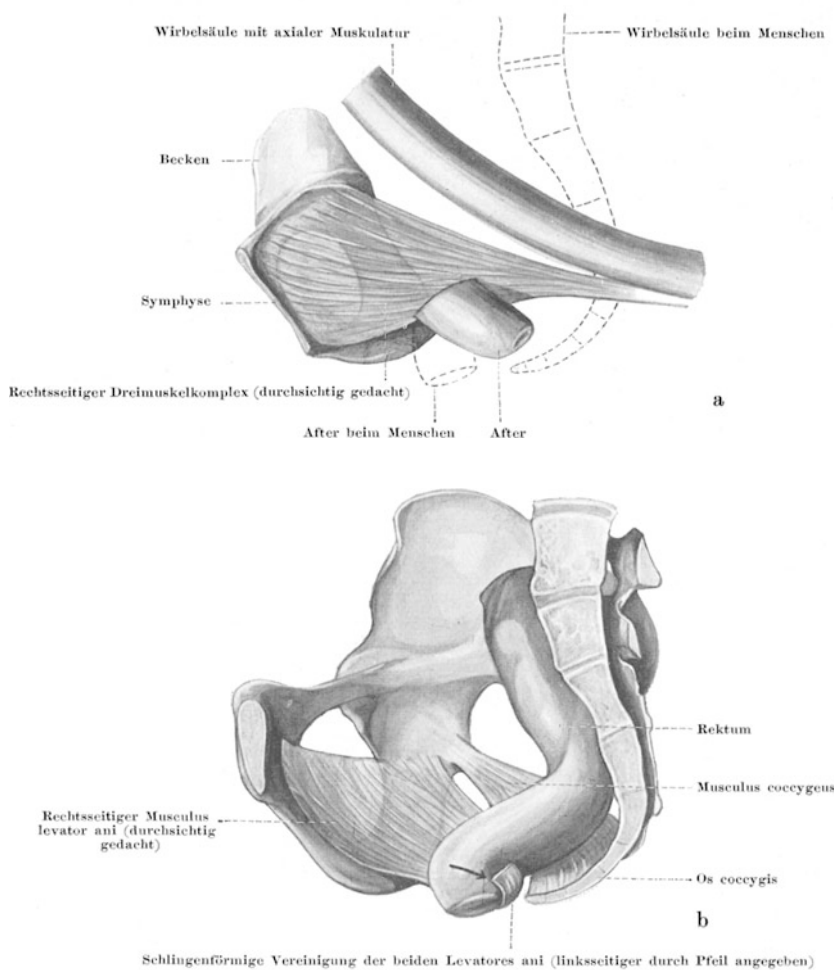 Wirbelsäule mit axialer Muskulatur
Wirbelsäule beim Menschen
Becken
Symphyse
Rechtsseitiger Dreimuskelkomplex (durchsichtig gedacht)
After beim Menschen
After
a
Rektum
Musculus coccygeus
Rechtsseitiger Musculus
levator ani (durchsichtig
gedacht)
Os coccygis
b
Schlingenförmige Vereinigung der beiden Levatores ani (linksseitiger durch Pfeil angegeben)